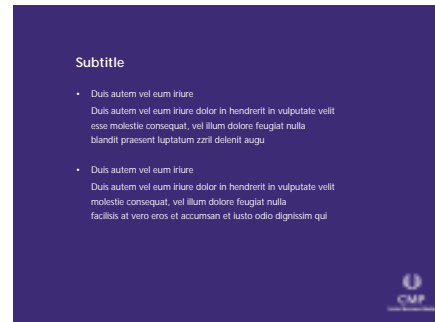 Subtitle
• Duis autem vel eum iriure
Duis autem vel eum iriure dolor in hendrerit in vulputate velit
esse molestie consequat, vel illum dolore feugiat nulla
blandit praesent luptatum zzril delenit augu
• Duis autem vel eum iriure
Duis autem vel eum iriure dolor in hendrerit in vulputate velit
molestie consequat, vel illum dolore feugiat nulla
facilisis at vero eros et accumsan et iusto odio dignissim qui
CMP